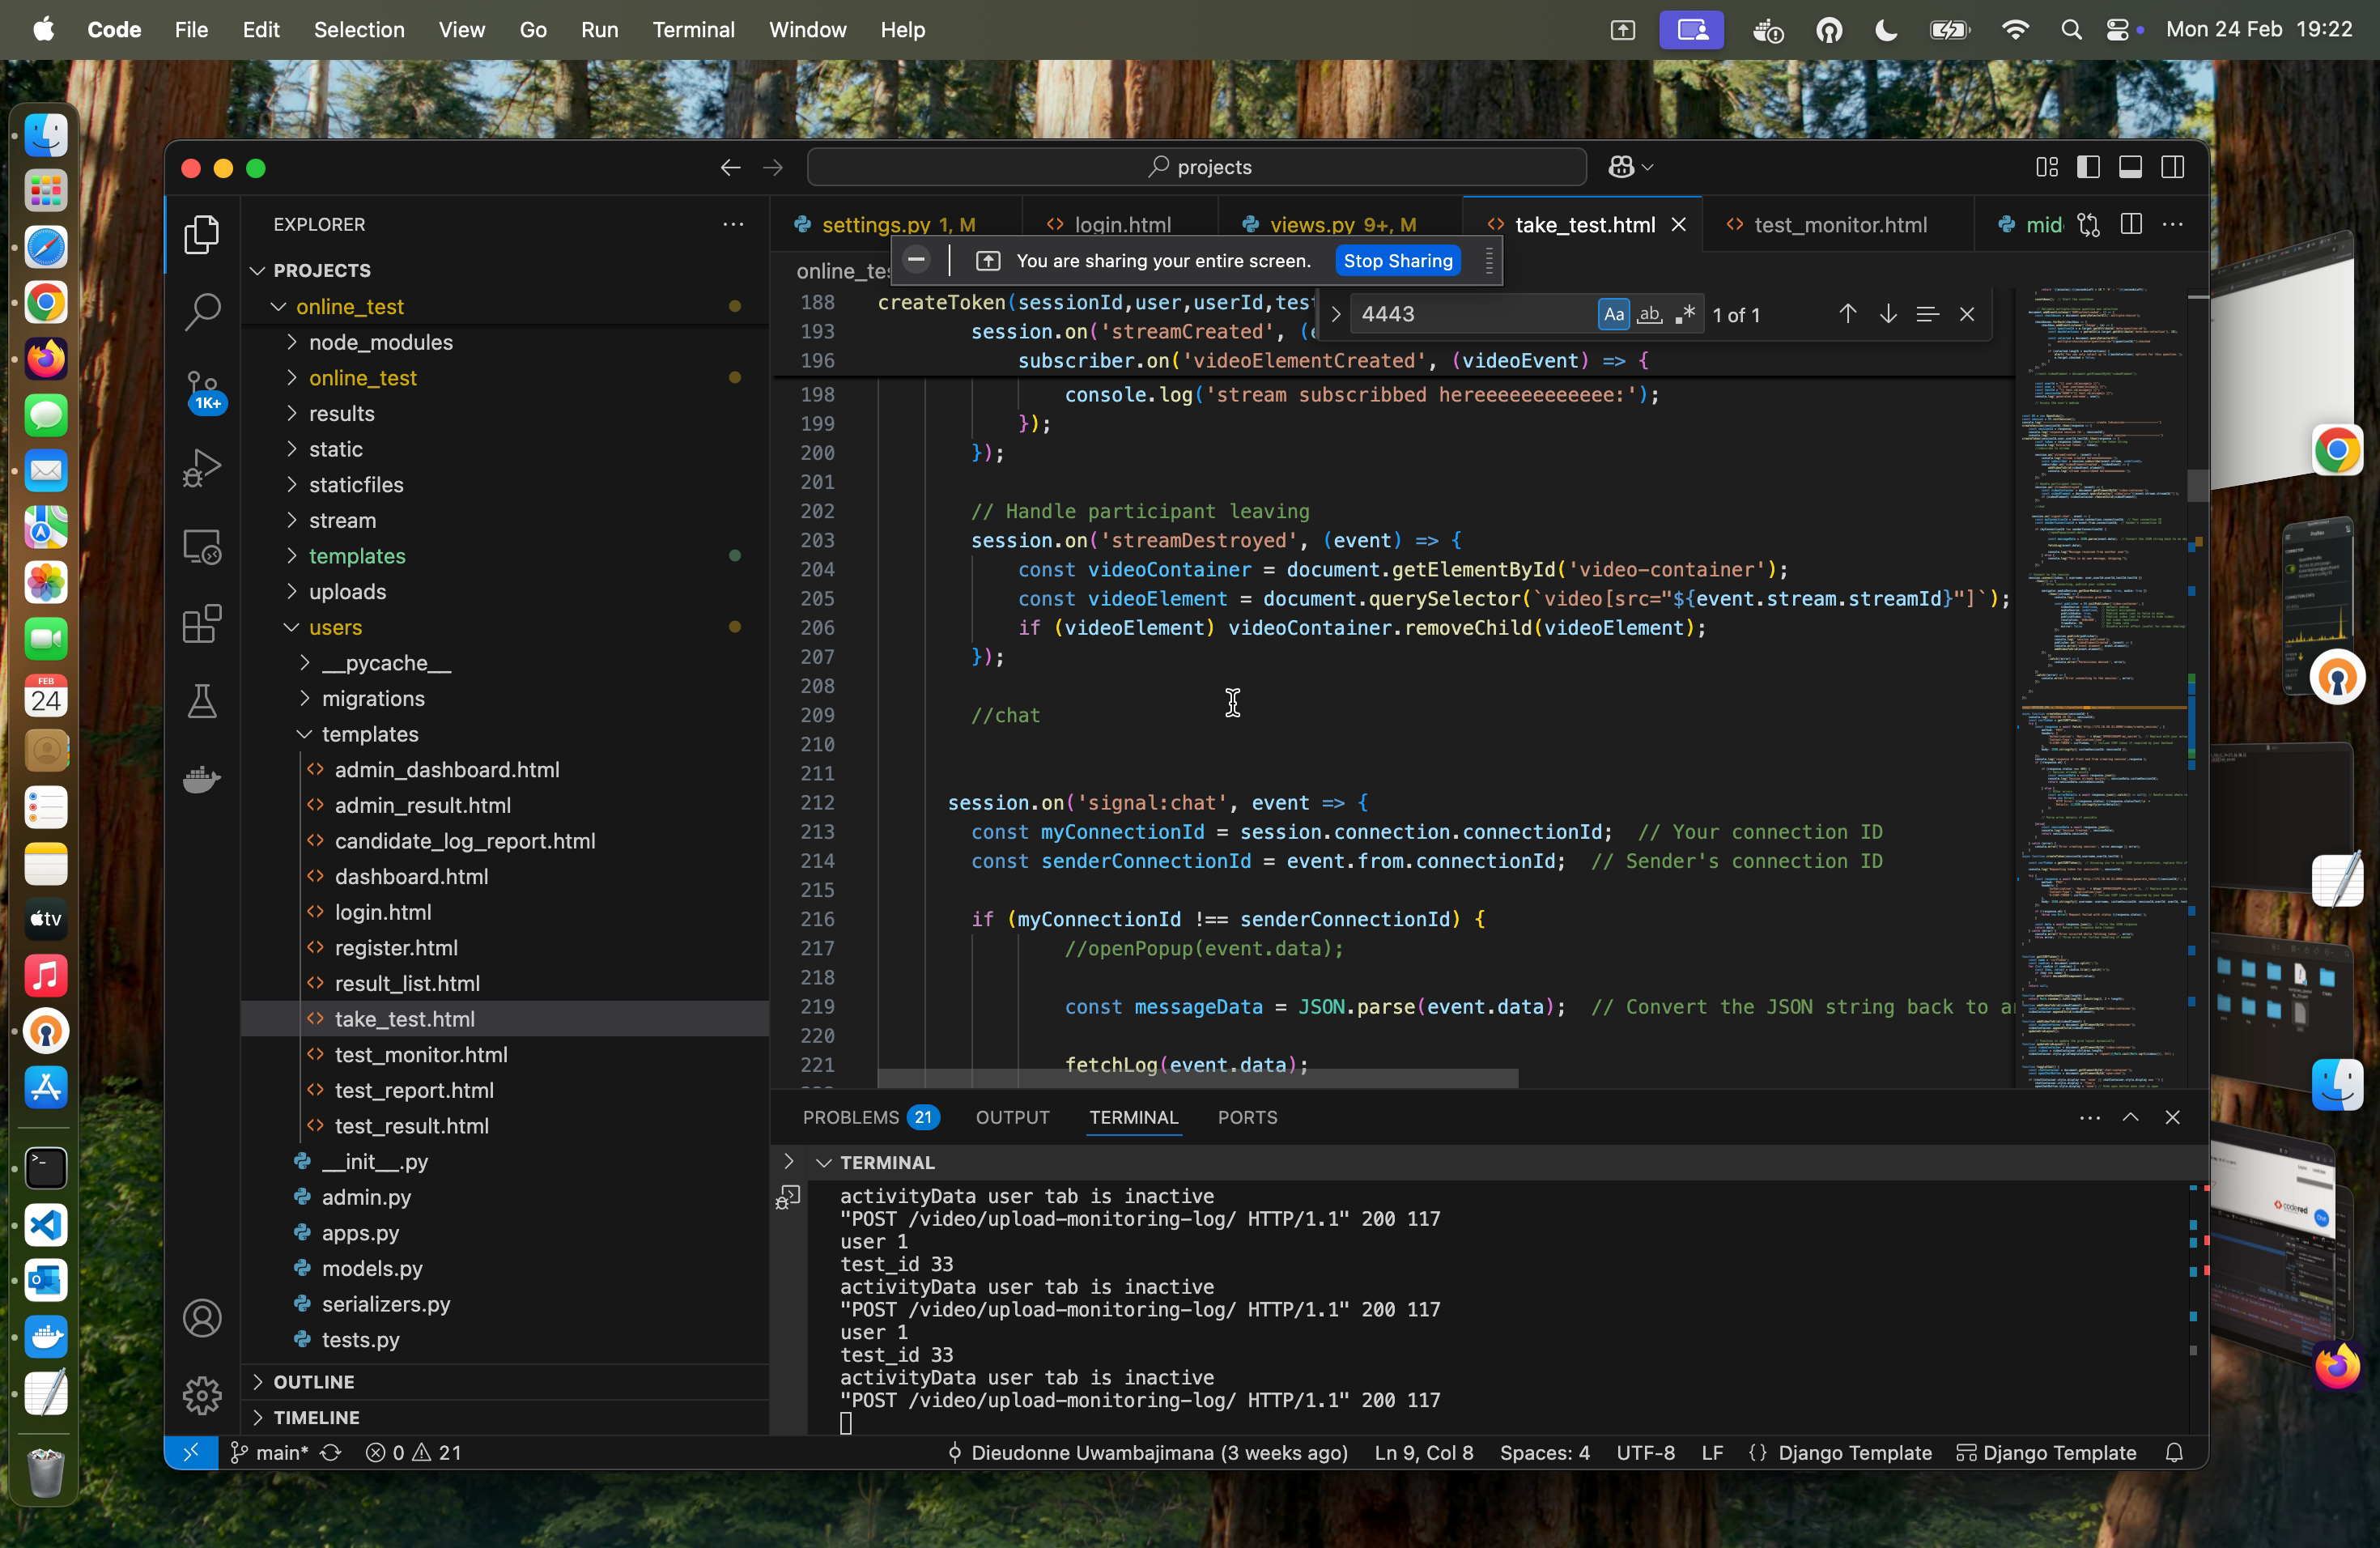 Code File Edit Selection View Go Run Terminal Window Help Mon 24 Feb 19:22
projects
EXPLORER
PROJECTS
online_test
node_modules
online_test
results
static
staticfiles
stream
templates
uploads
users
__pycache__
migrations
templates
admin_dashboard.html
admin_result.html
candidate_log_report.html
dashboard.html
login.html
register.html
result_list.html
take_test.html
test_monitor.html
test_report.html
test_result.html
__init__.py
admin.py
apps.py
models.py
serializers.py
tests.py
OUTLINE
TIMELINE
1K+
FEB
24
tv
settings.py 1, M login.html views.py 9+, M take_test.html test_monitor.html mid
You are sharing your entire screen. Stop Sharing
online_te
4443 Aa ab 1 of 1
188 createToken(sessionId,user,userId,test
193 session.on('streamCreated', (e
196 subscriber.on('videoElementCreated', (videoEvent) => {
198 console.log('stream subscribbed hereeeeeeeeeee:');
199 });
200 });
201
202 // Handle participant leaving
203 session.on('streamDestroyed', (event) => {
204 const videoContainer = document.getElementById('video-container');
205 const videoElement = document.querySelector(`video[src="${event.stream.streamId}"]`);
206 if (videoElement) videoContainer.removeChild(videoElement);
207 });
208
209 //chat
210
211
212 session.on('signal:chat', event => {
213 const myConnectionId = session.connection.connectionId; // Your connection ID
214 const senderConnectionId = event.from.connectionId; // Sender's connection ID
215
216 if (myConnectionId !== senderConnectionId) {
217 //openPopup(event.data);
218
219 const messageData = JSON.parse(event.data); // Convert the JSON string back to a
220
221 fetchLog(event.data);
PROBLEMS 21 OUTPUT TERMINAL PORTS
TERMINAL
activityData user tab is inactive
"POST /video/upload-monitoring-log/ HTTP/1.1" 200 117
user 1
test_id 33
activityData user tab is inactive
"POST /video/upload-monitoring-log/ HTTP/1.1" 200 117
user 1
test_id 33
activityData user tab is inactive
"POST /video/upload-monitoring-log/ HTTP/1.1" 200 117
main* 0 21 Dieudonne Uwambajimana (3 weeks ago) Ln 9, Col 8 Spaces: 4 UTF-8 LF {} Django Template Django Template
codered